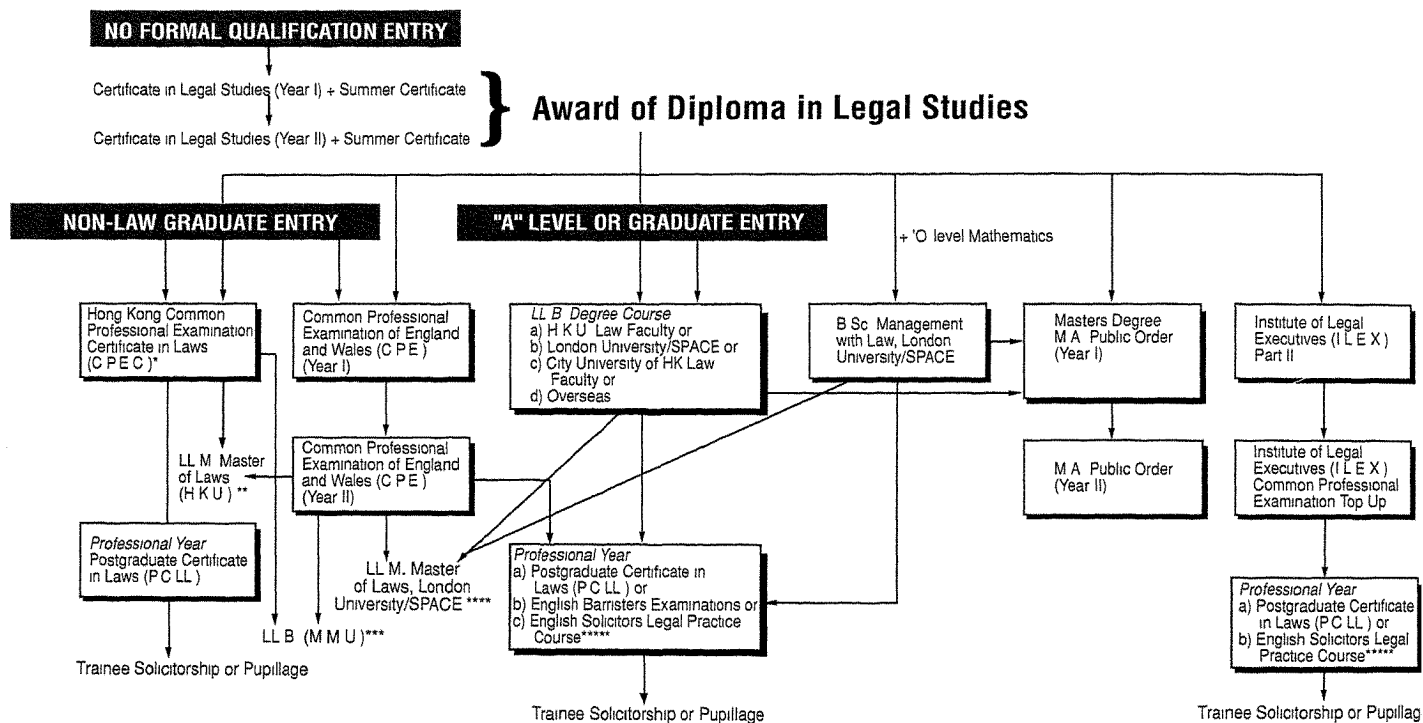 NO FORMAL QUALIFICATION ENTRY
Certificate in Legal Studies (Year I) + Summer Certificate
Certificate in Legal Studies (Year II) + Summer Certificate
Award of Diploma in Legal Studies
NON-LAW GRADUATE ENTRY
"A" LEVEL OR GRADUATE ENTRY
+ 'O level Mathematics
Hong Kong Common
Professional Examination
Certificate in Laws
(C P E C )*
Common Professional
Examination of England
and Wales (C P E )
(Year I)
LL B Degree Course
a) H K U Law Faculty or
b) London University/SPACE or
c) City University of HK Law
Faculty or
d) Overseas
B Sc Management
with Law, London
University/SPACE
Masters Degree
M A Public Order
(Year I)
Institute of Legal
Executives (I L E X )
Part II
LL M Master
of Laws
(H K U ) **
Common Professional
Examination of England
and Wales (C P E )
(Year II)
M A Public Order
(Year II)
Institute of Legal
Executives (I L E X )
Common Professional
Examination Top Up
Professional Year
Postgraduate Certificate
in Laws (P C LL )
LL M. Master
of Laws, London
University/SPACE ****
Professional Year
a) Postgraduate Certificate in
Laws (P C LL ) or
b) English Barristers Examinations or
c) English Solicitors Legal Practice
Course*****
Professional Year
a) Postgraduate Certificate
in Laws (P C LL ) or
b) English Solicitors Legal
Practice Course*****
LL B (M M U )***
Trainee Solicitorship or Pupillage
Trainee Solicitorship or Pupillage
Trainee Solicitorship or Pupillag